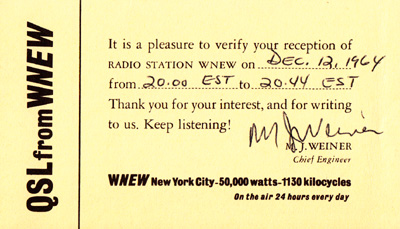 QSL from WNEW
It is a pleasure to verify your reception of
RADIO STATION WNEW on DEC. 12, 1964
from 20.00 EST to 20.44 EST
Thank you for your interest, and for writing
to us. Keep listening!
M J Weiner
M. J. WEINER
Chief Engineer
WNEW New York City-50,000 watts-1130 kilocycles
On the air 24 hours every day